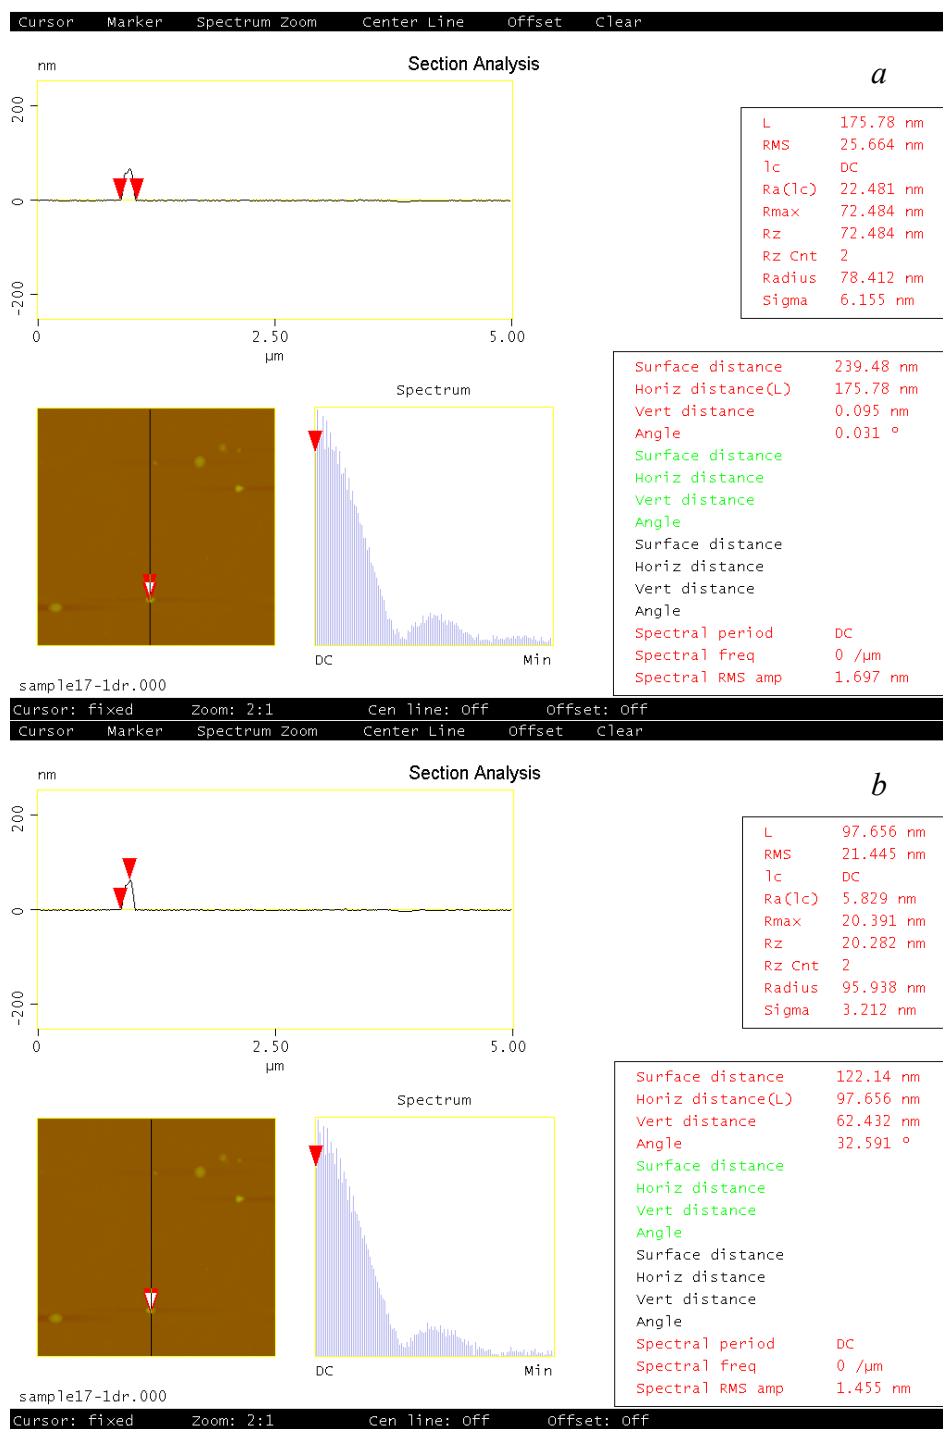 Cursor Marker Spectrum Zoom Center Line Offset Clear
nm
Section Analysis
a
200
0
-200
0 2.50 5.00
µm
L 175.78 nm
RMS 25.664 nm
lc DC
Ra(lc) 22.481 nm
Rmax 72.484 nm
Rz 72.484 nm
Rz Cnt 2
Radius 78.412 nm
Sigma 6.155 nm
Spectrum
DC Min
Surface distance 239.48 nm
Horiz distance(L) 175.78 nm
Vert distance 0.095 nm
Angle 0.031 °
Surface distance
Horiz distance
Vert distance
Angle
Surface distance
Horiz distance
Vert distance
Angle
Spectral period DC
Spectral freq 0 /µm
Spectral RMS amp 1.697 nm
sample17-1dr.000
Cursor: fixed Zoom: 2:1 Cen line: Off Offset: Off
Cursor Marker Spectrum Zoom Center Line Offset Clear
nm
Section Analysis
b
200
0
-200
0 2.50 5.00
µm
L 97.656 nm
RMS 21.445 nm
lc DC
Ra(lc) 5.829 nm
Rmax 20.391 nm
Rz 20.282 nm
Rz Cnt 2
Radius 95.938 nm
Sigma 3.212 nm
Spectrum
DC Min
Surface distance 122.14 nm
Horiz distance(L) 97.656 nm
Vert distance 62.432 nm
Angle 32.591 °
Surface distance
Horiz distance
Vert distance
Angle
Surface distance
Horiz distance
Vert distance
Angle
Spectral period DC
Spectral freq 0 /µm
Spectral RMS amp 1.455 nm
sample17-1dr.000
Cursor: fixed Zoom: 2:1 Cen line: Off Offset: Off